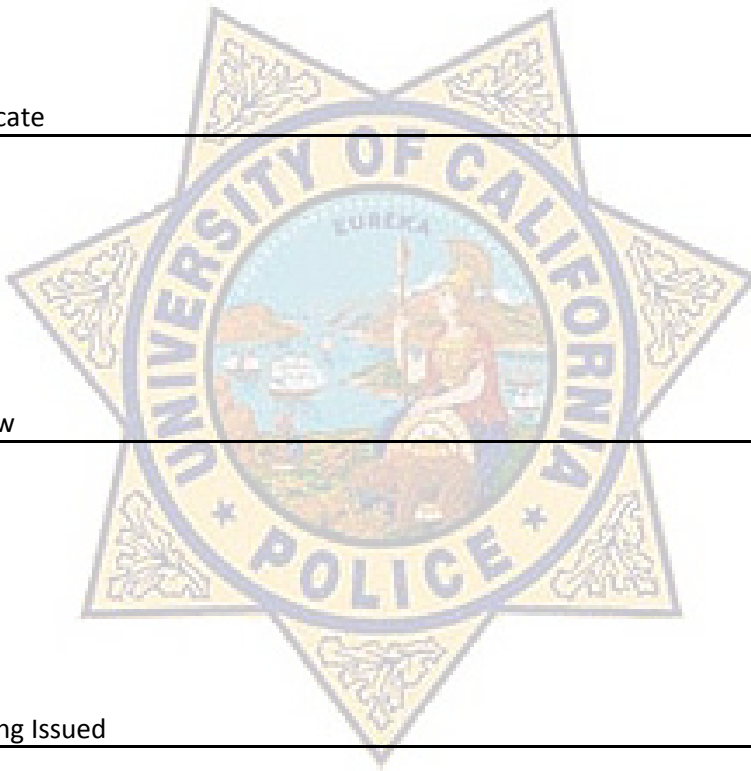 cate
UNIVERSITY OF CALIFORNIA
EUREKA
w
* POLICE *
ng Issued